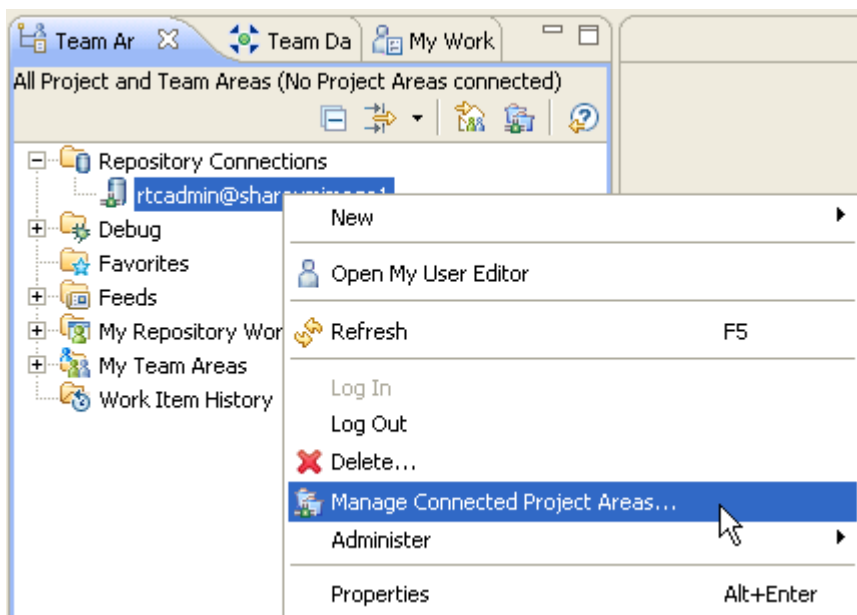 Team Ar
Team Da
My Work
All Project and Team Areas (No Project Areas connected)
Repository Connections
rtcadmin@sharevmimage1
New
Debug
Open My User Editor
Favorites
Feeds
Refresh F5
My Repository Wor
My Team Areas
Log In
Work Item History
Log Out
Delete...
Manage Connected Project Areas...
Administer
Properties Alt+Enter